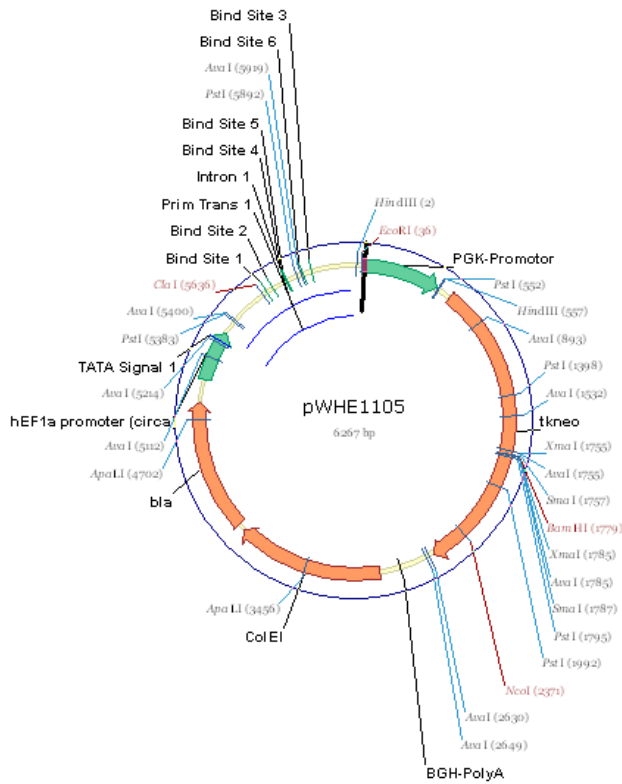 Bind Site 3
Bind Site 6
AvaI (5919)
PstI (5892)
Bind Site 5
Bind Site 4
Intron 1
Prim Trans 1
Bind Site 2
Bind Site 1
ClaI (5636)
AvaI (5400)
PstI (5383)
TATA Signal 1
AvaI (5214)
hEF1a promoter (circa
AvaI (5112)
ApaLI (4702)
bla
ApaLI (3456)
ColEI
HindIII (2)
EcoRI (36)
PGK-Promotor
PstI (552)
HindIII (557)
AvaI (893)
PstI (1398)
AvaI (1532)
tkneo
XmaI (1755)
AvaI (1755)
SmaI (1757)
BamHI (1779)
XmaI (1785)
AvaI (1785)
SmaI (1787)
PstI (1795)
PstI (1992)
NcoI (2371)
AvaI (2630)
AvaI (2649)
BGH-PolyA
pWHE1105
6267 bp